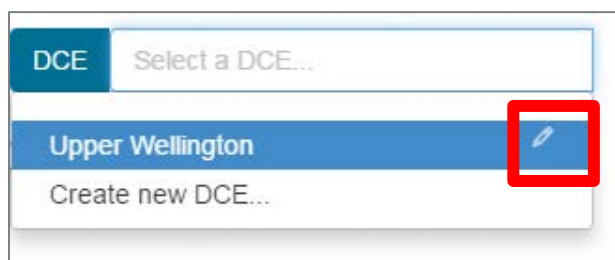 DCE Select a DCE...
Upper Wellington
Create new DCE...